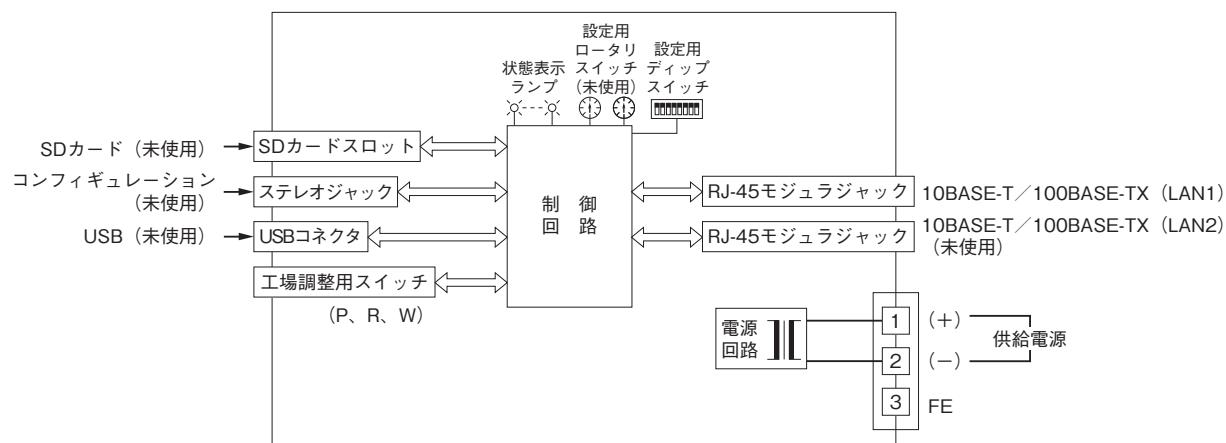 設定用
ロータリ
スイッチ
(未使用)
設定用
ディップ
スイッチ
状態表示
ランプ
SDカード(未使用)
SDカードスロット
コンフィギュレーション
(未使用)
ステレオジャック
USB(未使用)
USBコネクタ
工場調整用スイッチ
(P、R、W)
制 御
回 路
RJ-45モジュラジャック
10BASE-T/100BASE-TX(LAN1)
RJ-45モジュラジャック
10BASE-T/100BASE-TX(LAN2)
(未使用)
電源
回路
1
(+)
2
(−)
供給電源
3
FE